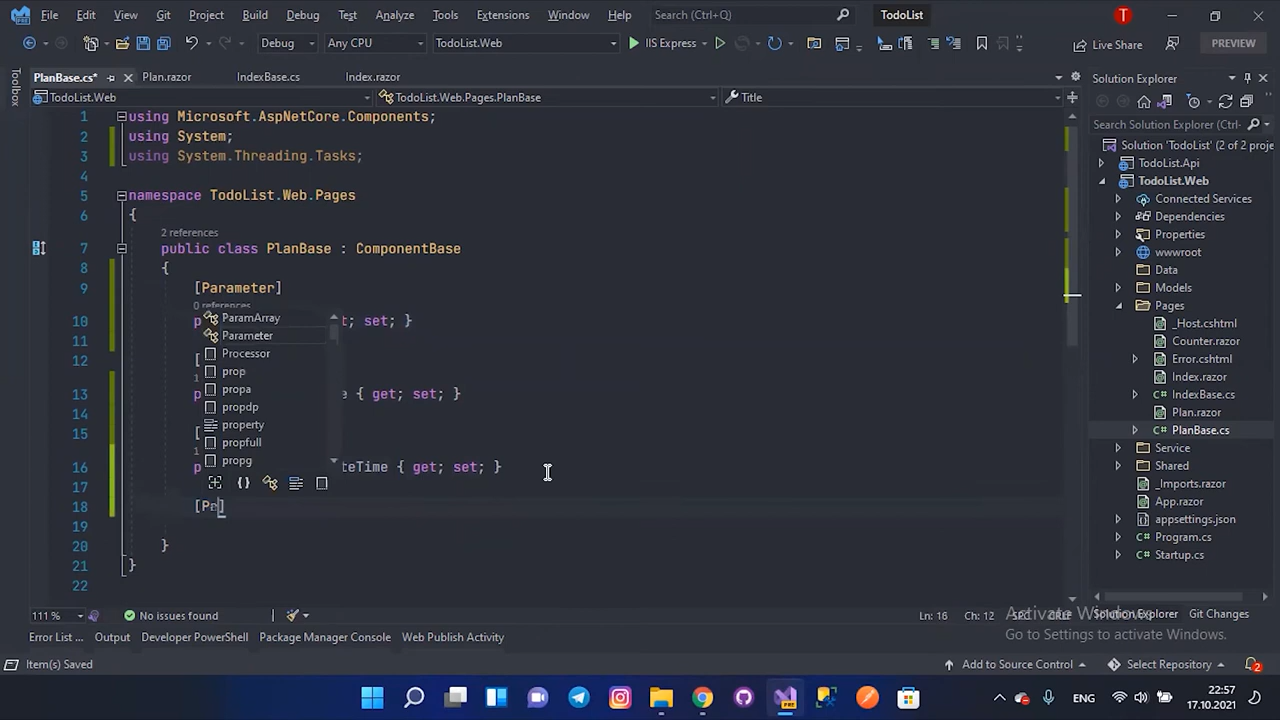 File Edit View Git Project Build Debug Test Analyze Tools Extensions Window Help Search (Ctrl+Q) TodoList T
Debug Any CPU TodoList.Web IIS Express Live Share PREVIEW
Toolbox
PlanBase.cs* Plan.razor IndexBase.cs Index.razor
TodoList.Web TodoList.Web.Pages.PlanBase Title
1 using Microsoft.AspNetCore.Components;
2 using System;
3 using System.Threading.Tasks;
4
5 namespace TodoList.Web.Pages
6 {
2 references
7 public class PlanBase : ComponentBase
8 {
9 [Parameter]
0 references
10 p t; set; }
11
12 [
1
13 p e { get; set; }
14
15 [
1
16 p teTime { get; set; }
17
18 [Pr]
19
20 }
21 }
22
ParamArray
Parameter
Processor
prop
propa
propdp
property
propfull
propg
111 % No issues found Ln: 16 Ch: 12 SPC CRLF
Error List ... Output Developer PowerShell Package Manager Console Web Publish Activity
Item(s) Saved Add to Source Control Select Repository 2
Solution Explorer
Search Solution Explorer (Ctrl+
Solution 'TodoList' (2 of 2 proje
TodoList.Api
TodoList.Web
Connected Services
Dependencies
Properties
wwwroot
Data
Models
Pages
_Host.cshtml
Counter.razor
Error.cshtml
Index.razor
IndexBase.cs
Plan.razor
PlanBase.cs
Service
Shared
_Imports.razor
App.razor
appsettings.json
Program.cs
Startup.cs
Solution Explorer Git Changes
Activate Windows
Go to Settings to activate Windows.
ENG 22:57
17.10.2021